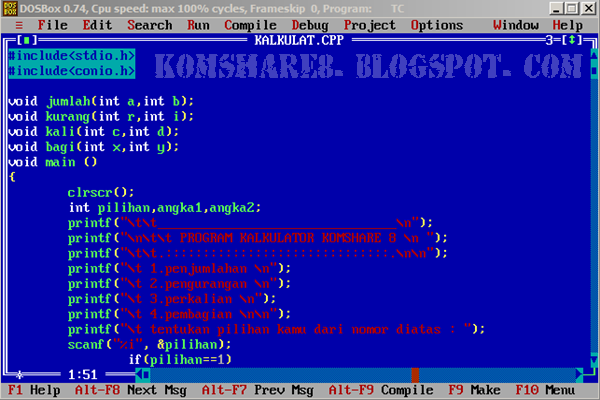 DOSBox 0.74, Cpu speed: max 100% cycles, Frameskip 0, Program: TC
≡ File Edit Search Run Compile Debug Project Options Window Help
[■] KALKULAT.CPP 3=[↕]
#include<stdio.h>
#include<conio.h>
KOMSHARE8. BLOGSPOT. COM
void jumlah(int a,int b);
void kurang(int r,int i);
void kali(int c,int d);
void bagi(int x,int y);
void main ()
{
clrscr();
int pilihan,angka1,angka2;
printf("\t\t_______________________________\n");
printf("\n\t\t PROGRAM KALKULATOR KOMSHARE 8 \n ");
printf("\t\t.:::::::::::::::::::::::::::::.\n\n");
printf("\t 1.penjumlahan \n");
printf("\t 2.pengurangan \n");
printf("\t 3.perkalian \n");
printf("\t 4.pembagian \n\n");
printf("\t tentukan pilihan kamu dari nomor diatas : ");
scanf("%i", &pilihan);
if(pilihan==1)
1:51
F1 Help Alt-F8 Next Msg Alt-F7 Prev Msg Alt-F9 Compile F9 Make F10 Menu